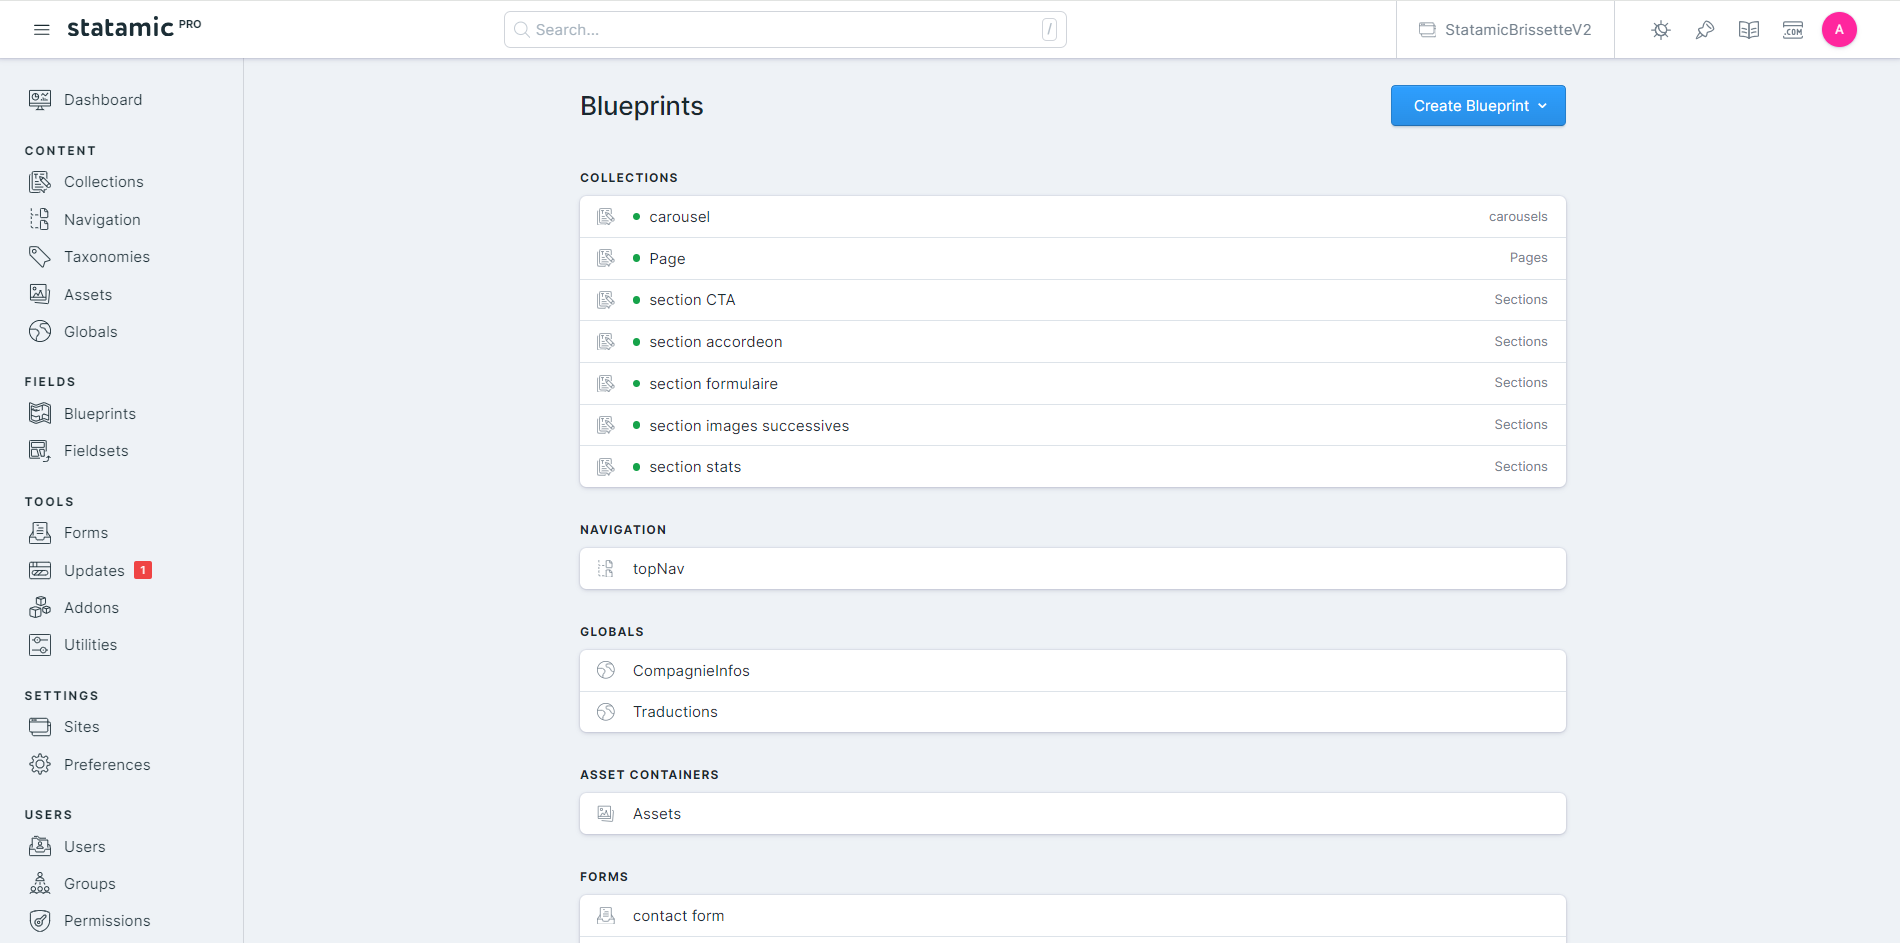 statamic PRO
Search...
/
StatamicBrissetteV2
.COM
A
Dashboard
CONTENT
Collections
Navigation
Taxonomies
Assets
Globals
FIELDS
Blueprints
Fieldsets
TOOLS
Forms
Updates 1
Addons
Utilities
SETTINGS
Sites
Preferences
USERS
Users
Groups
Permissions
Blueprints
Create Blueprint
COLLECTIONS
carousel carousels
Page Pages
section CTA Sections
section accordeon Sections
section formulaire Sections
section images successives Sections
section stats Sections
NAVIGATION
topNav
GLOBALS
CompagnieInfos
Traductions
ASSET CONTAINERS
Assets
FORMS
contact form